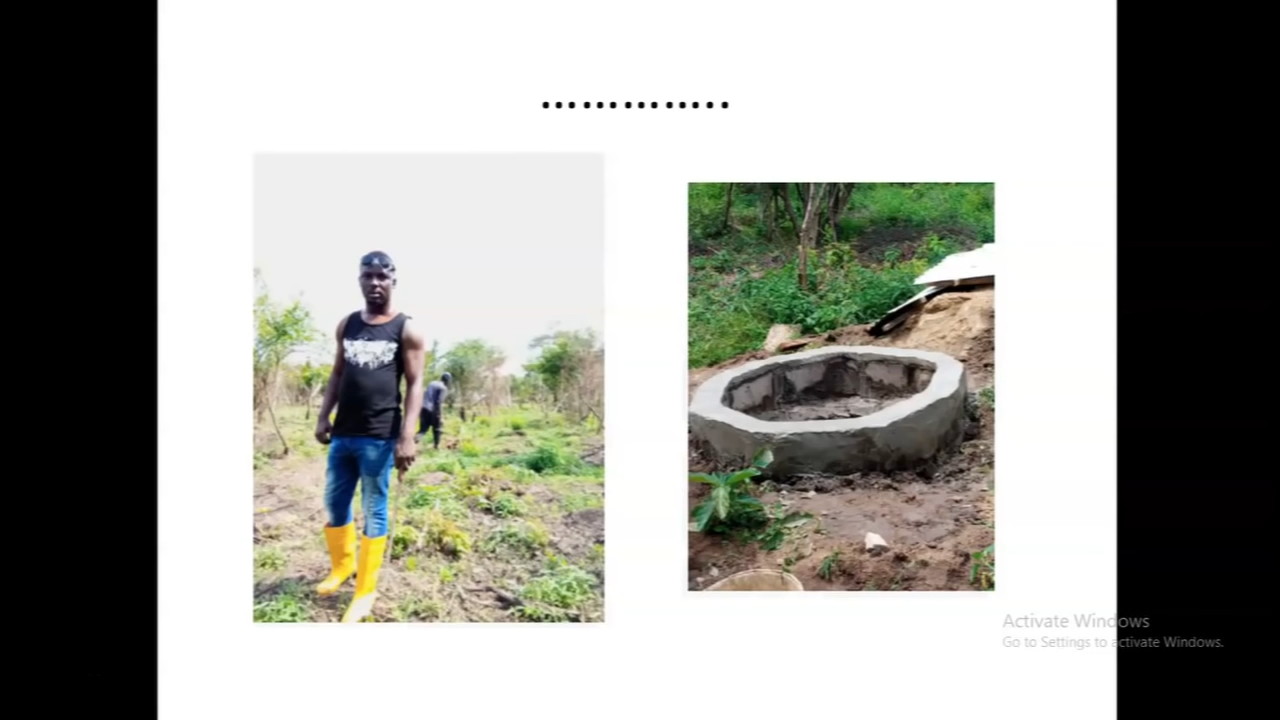 ..............
Activate Windows
Go to Settings to activate Windows.